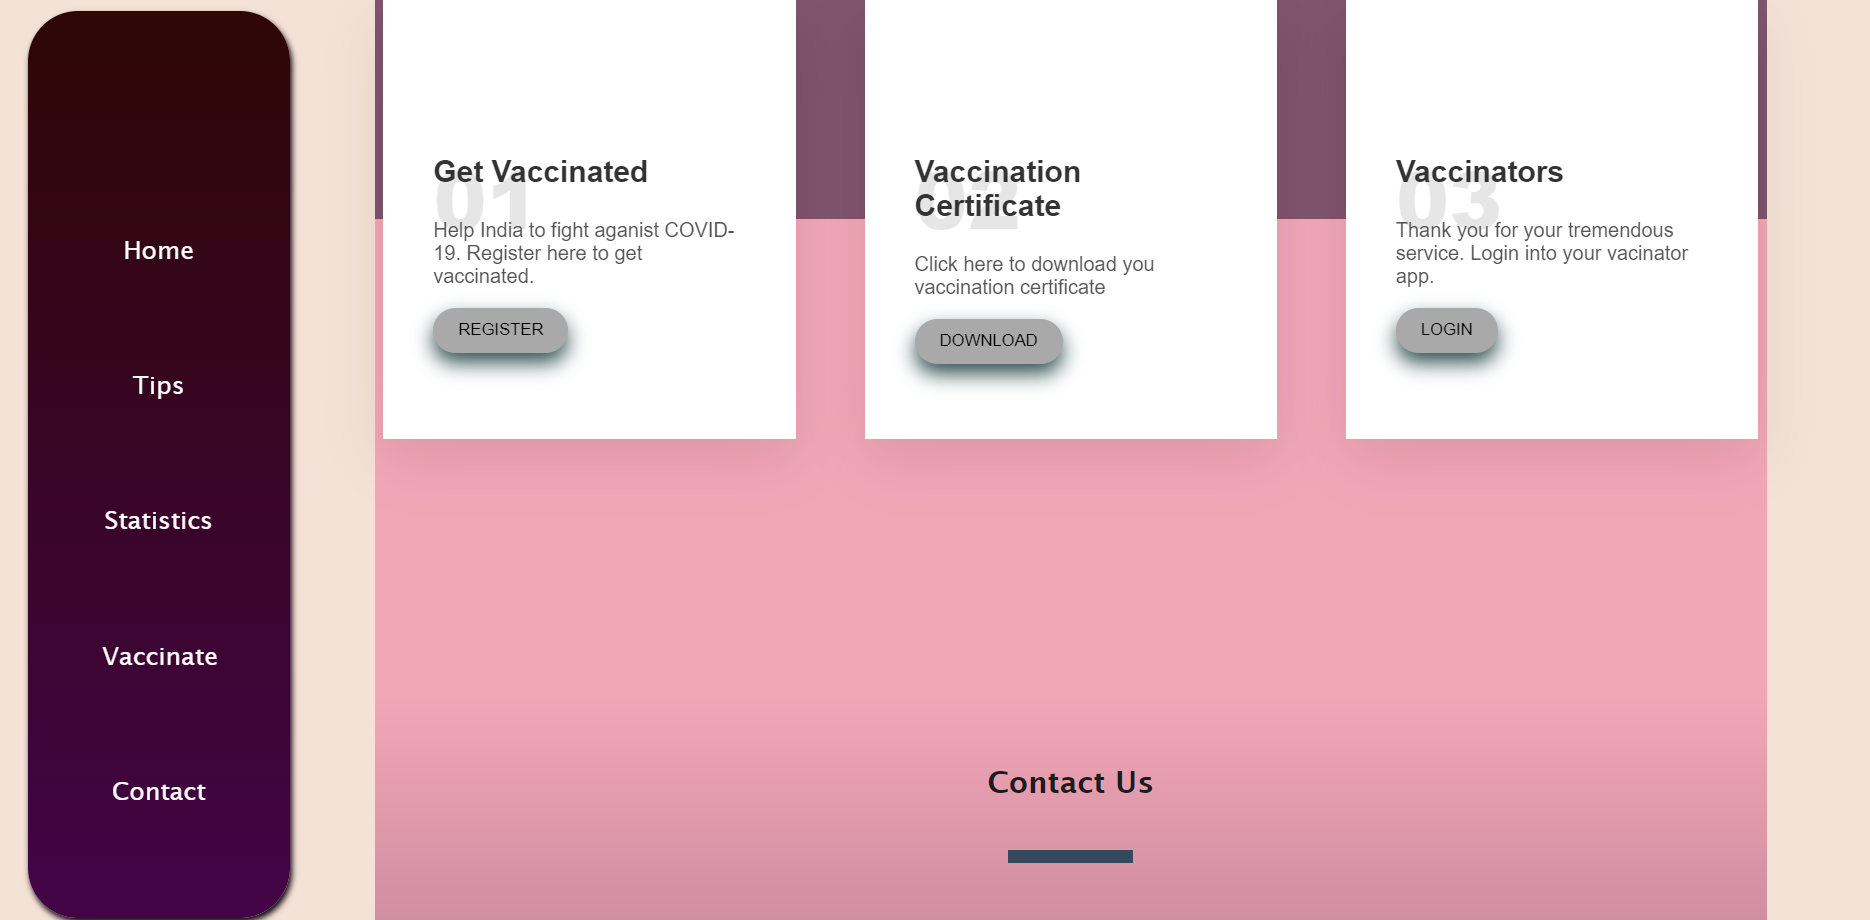 Home
Tips
Statistics
Vaccinate
Contact
Get Vaccinated
01
Help India to fight aganist COVID-
19. Register here to get
vaccinated.
REGISTER
Vaccination
Certificate
02
Click here to download you
vaccination certificate
DOWNLOAD
Vaccinators
03
Thank you for your tremendous
service. Login into your vacinator
app.
LOGIN
Contact Us